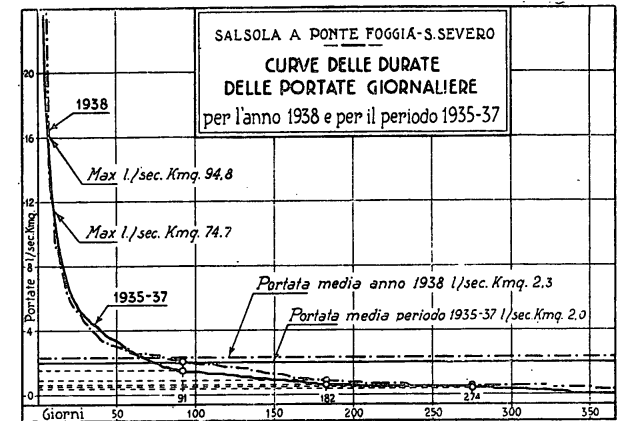 SALSOLA A PONTE FOGGIA-S.SEVERO
CURVE DELLE DURATE
DELLE PORTATE GIORNALIERE
per l'anno 1938 e per il periodo 1935-37
Portate l/sec.Kmq.
20
16
12
8
4
0
1938
Max l./sec. Kmq. 94.8
Max l./sec. Kmq. 74.7
1935-37
Portata media anno 1938 l/sec. Kmq. 2,3
Portata media periodo 1935-37 l/sec. Kmq. 2,0
91
182
274
Giorni
50
100
150
200
250
300
350